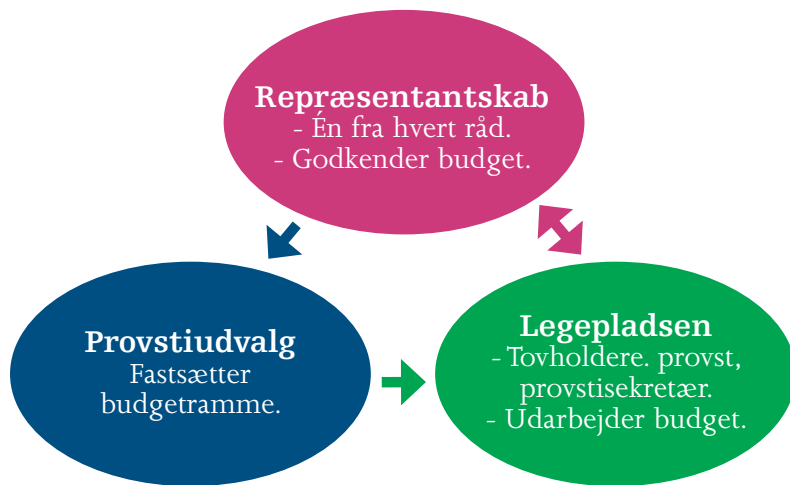 Repræsentantskab
- Én fra hvert råd.
- Godkender budget.
Provstiudvalg
Fastsætter
budgetramme.
Legepladsen
- Tovholdere. provst,
provstisekretær.
- Udarbejder budget.